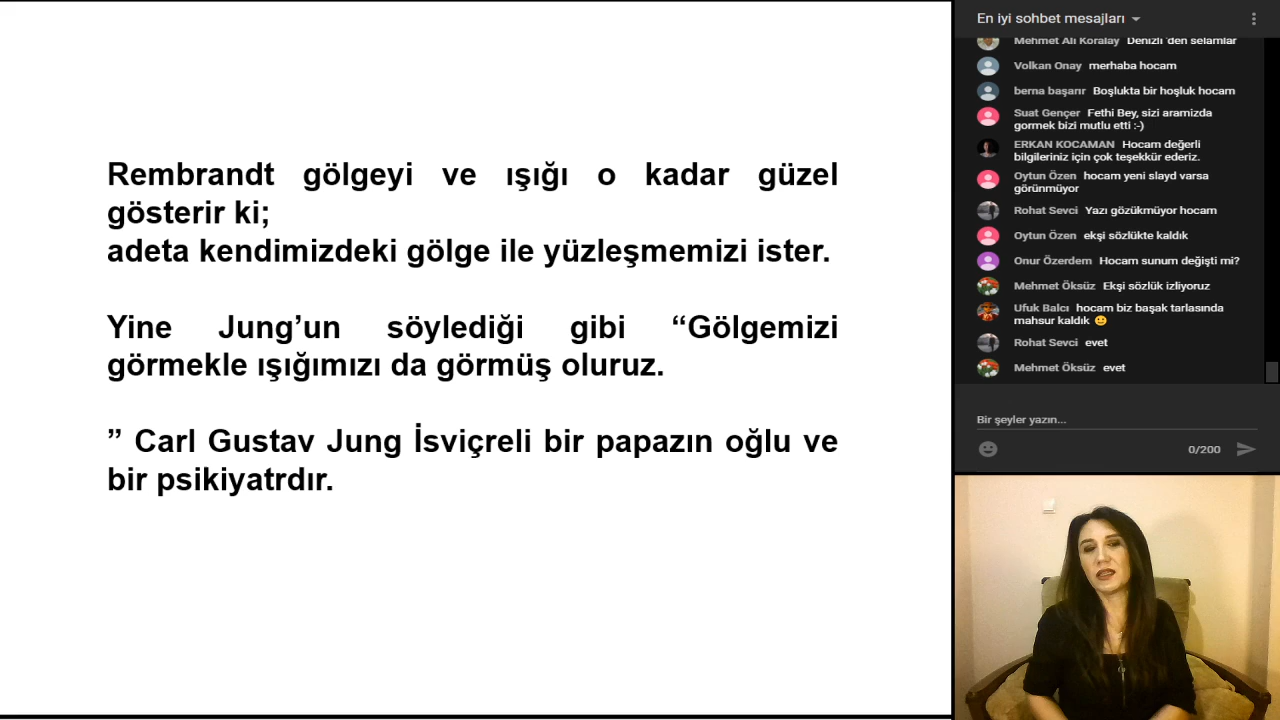 Rembrandt gölgeyi ve ışığı o kadar güzel
gösterir ki;
adeta kendimizdeki gölge ile yüzleşmemizi ister.
Yine Jung’un söylediği gibi “Gölgemizi
görmekle ışığımızı da görmüş oluruz.
” Carl Gustav Jung İsviçreli bir papazın oğlu ve
bir psikiyatrdır.
En iyi sohbet mesajları
Mehmet Ali Koralay Denizli 'den selamlar
Volkan Onay merhaba hocam
berna başarır Boşlukta bir hoşluk hocam
Suat Gençer Fethi Bey, sizi aramizda
gormek bizi mutlu etti :-)
ERKAN KOCAMAN Hocam değerli
bilgileriniz için çok teşekkür ederiz.
Oytun Özen hocam yeni slayd varsa
görünmüyor
Rohat Sevci Yazı gözükmüyor hocam
Oytun Özen ekşi sözlükte kaldık
Onur Özerdem Hocam sunum değişti mi?
Mehmet Öksüz Ekşi sözlük izliyoruz
Ufuk Balcı hocam biz başak tarlasında
mahsur kaldık
Rohat Sevci evet
Mehmet Öksüz evet
Bir şeyler yazın...
0/200